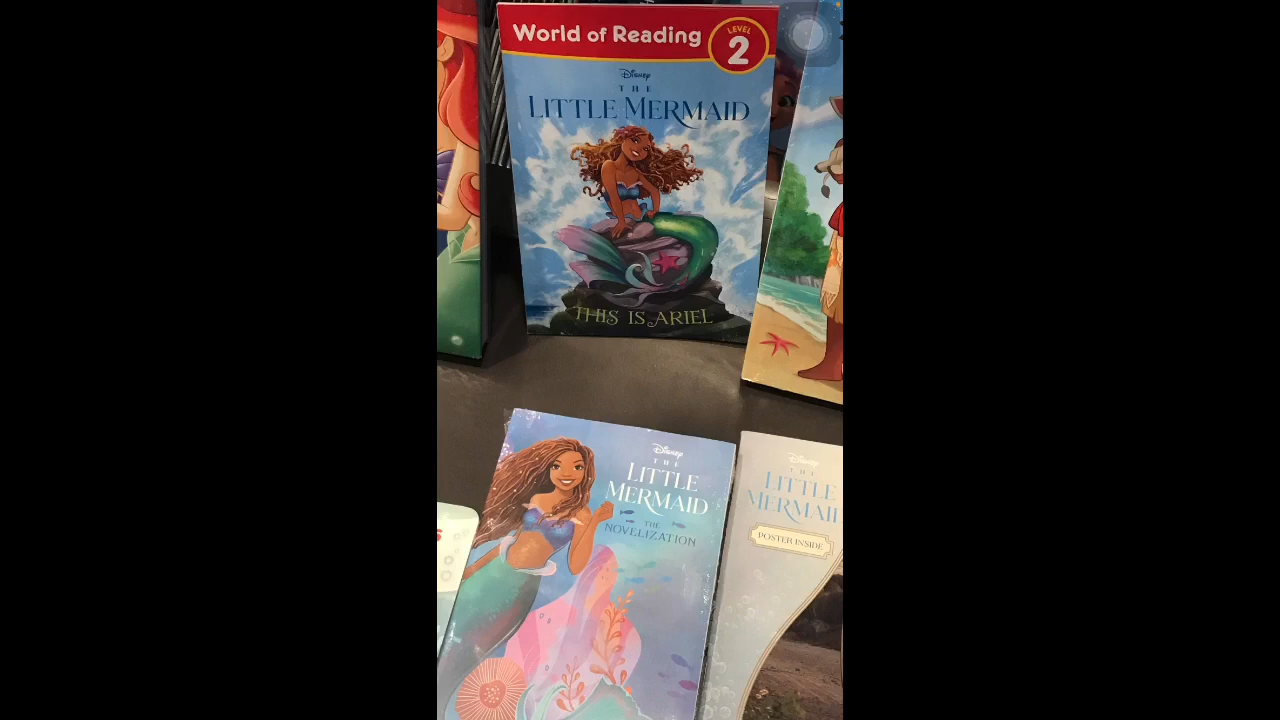 World of Reading
LEVEL
2
Disney
THE
LITTLE MERMAID
THIS IS ARIEL
Disney
THE
LITTLE
MERMAID
THE
NOVELIZATION
Disney
THE
LITTLE
MERMAI
POSTER INSIDE